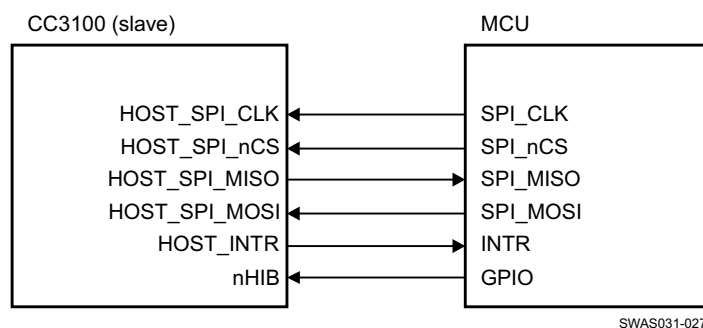 CC3100 (slave)
MCU
HOST_SPI_CLK
SPI_CLK
HOST_SPI_nCS
SPI_nCS
HOST_SPI_MISO
SPI_MISO
HOST_SPI_MOSI
SPI_MOSI
HOST_INTR
INTR
nHIB
GPIO
SWAS031-027